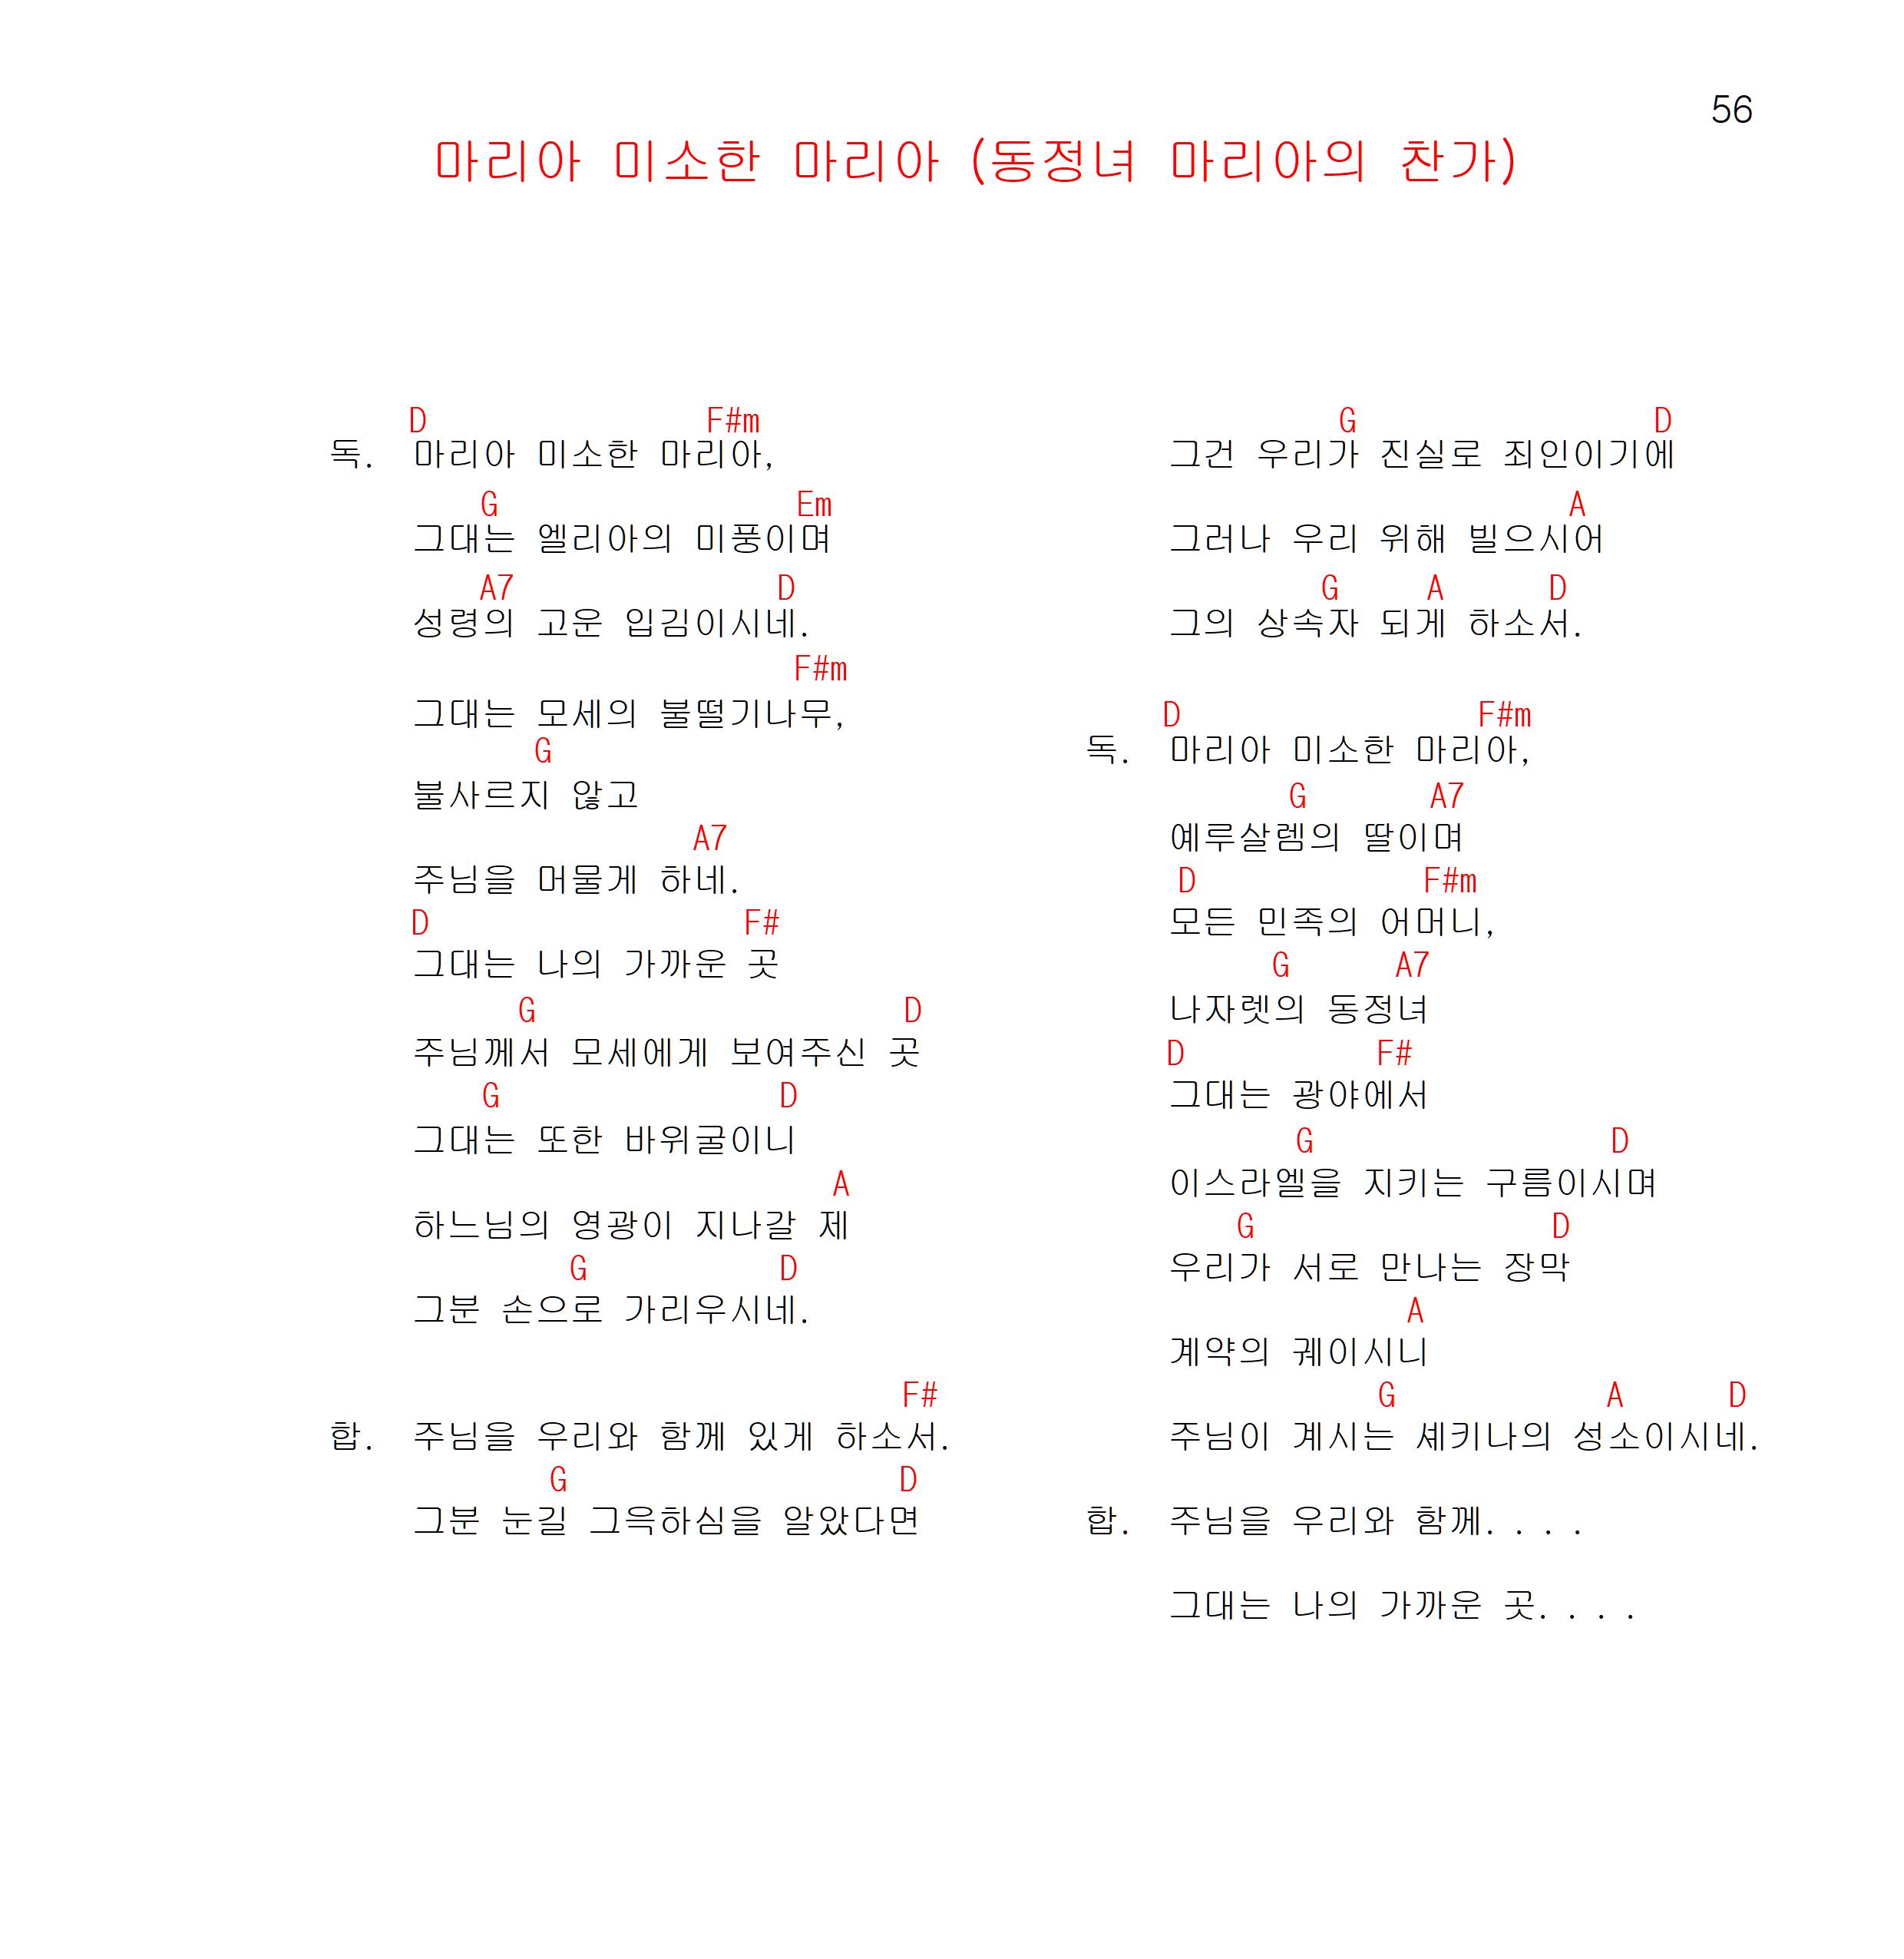 56
마리아 미소한 마리아 (동정녀 마리아의 찬가)
D F#m
독. 마리아 미소한 마리아,
G Em
그대는 엘리아의 미풍이며
A7 D
성령의 고운 입김이시네.
F#m
그대는 모세의 불떨기나무,
G
불사르지 않고
A7
주님을 머물게 하네.
D F#
그대는 나의 가까운 곳
G D
주님께서 모세에게 보여주신 곳
G D
그대는 또한 바위굴이니
A
하느님의 영광이 지나갈 제
G D
그분 손으로 가리우시네.
F#
합. 주님을 우리와 함께 있게 하소서.
G D
그분 눈길 그윽하심을 알았다면
G D
그건 우리가 진실로 죄인이기에
A
그러나 우리 위해 빌으시어
G A D
그의 상속자 되게 하소서.
D F#m
독. 마리아 미소한 마리아,
G A7
예루살렘의 딸이며
D F#m
모든 민족의 어머니,
G A7
나자렛의 동정녀
D F#
그대는 광야에서
G D
이스라엘을 지키는 구름이시며
G D
우리가 서로 만나는 장막
A
계약의 궤이시니
G A D
주님이 계시는 셰키나의 성소이시네.
합. 주님을 우리와 함께. . . .
그대는 나의 가까운 곳. . . .